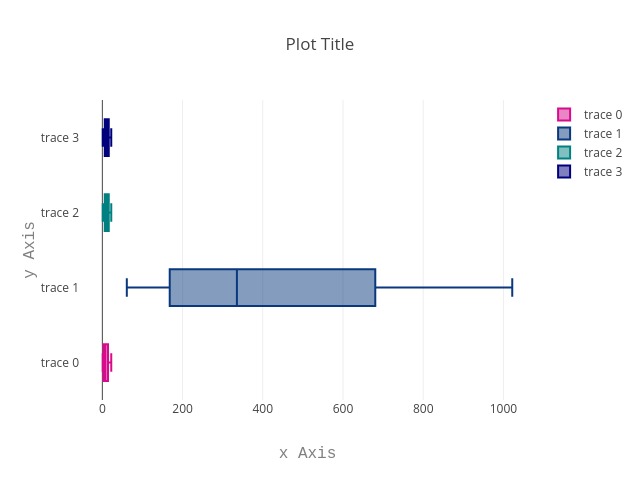 Plot Title
trace 0
trace 1
trace 2
trace 3
trace 3
trace 2
trace 1
trace 0
y Axis
0
200
400
600
800
1000
x Axis